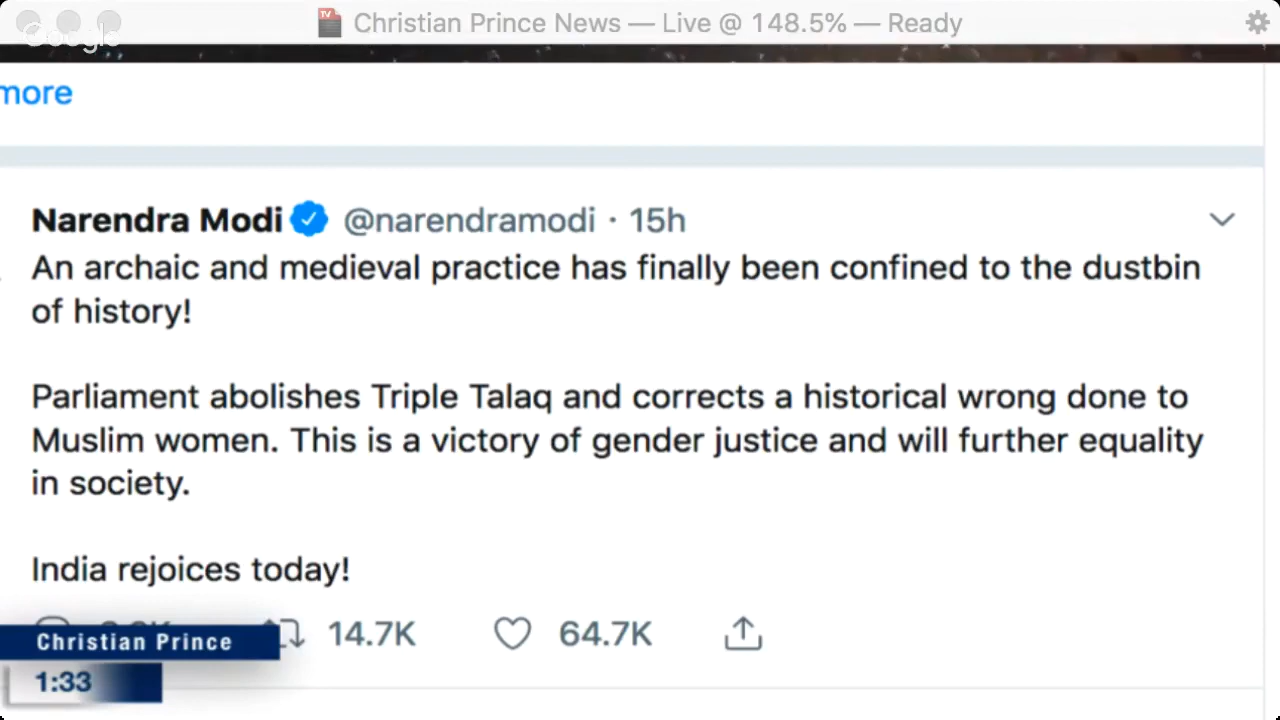 Christian Prince News — Live @ 148.5% — Ready
Google
more
Narendra Modi @narendramodi · 15h
An archaic and medieval practice has finally been confined to the dustbin
of history!
Parliament abolishes Triple Talaq and corrects a historical wrong done to
Muslim women. This is a victory of gender justice and will further equality
in society.
India rejoices today!
14.7K 64.7K
Christian Prince
1:33